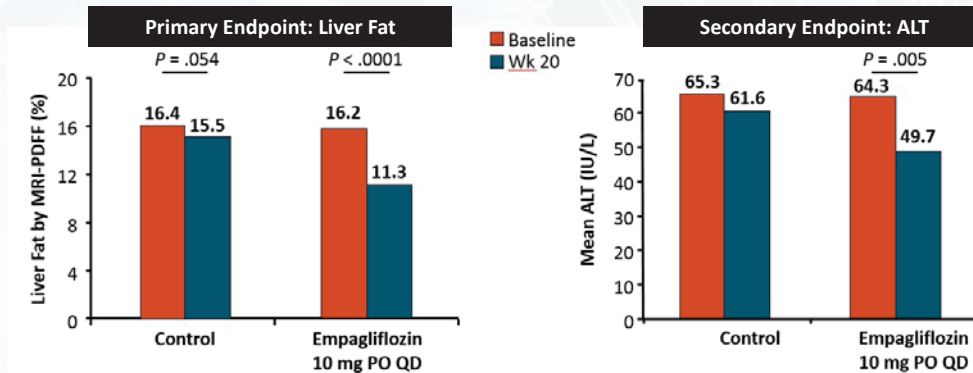 Primary Endpoint: Liver Fat
P = .054
P < .0001
Liver Fat by MRI-PDFF (%)
20
16
12
8
4
0
16.4
15.5
16.2
11.3
Control
Empagliflozin
10 mg PO QD
Baseline
Wk 20
Secondary Endpoint: ALT
P = .005
Mean ALT (IU/L)
70
60
50
40
30
20
10
0
65.3
61.6
64.3
49.7
Control
Empagliflozin
10 mg PO QD